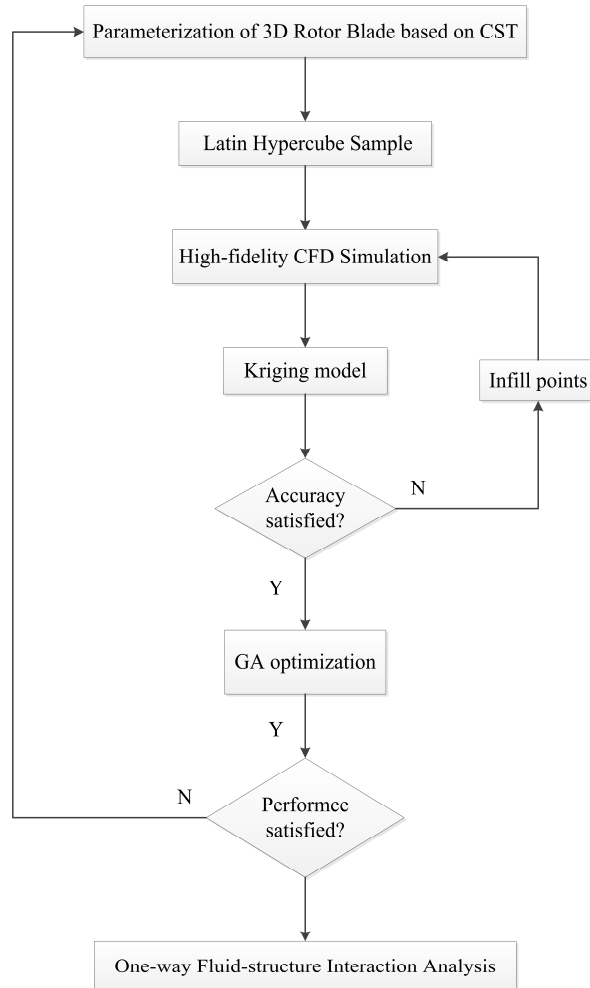 Parameterization of 3D Rotor Blade based on CST
Latin Hypercube Sample
High-fidelity CFD Simulation
Kriging model
Infill points
Accuracy
satisfied?
N
Y
GA optimization
Y
N
Performcc
satisfied?
One-way Fluid-structure Interaction Analysis